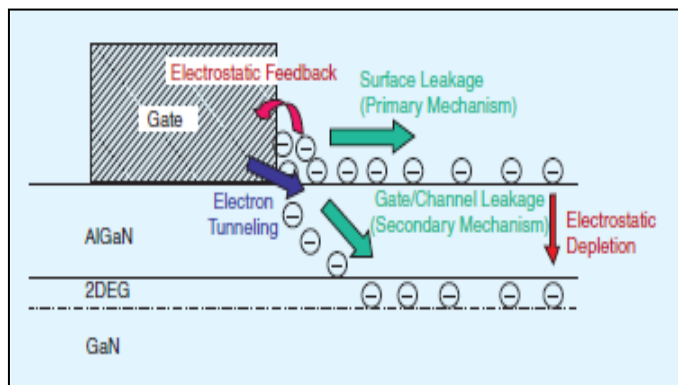 Electrostatic Feedback
Surface Leakage
(Primary Mechanism)
Gate
Electron
Tunneling
Gate/Channel Leakage
(Secondary Mechanism)
Electrostatic
Depletion
AlGaN
2DEG
GaN